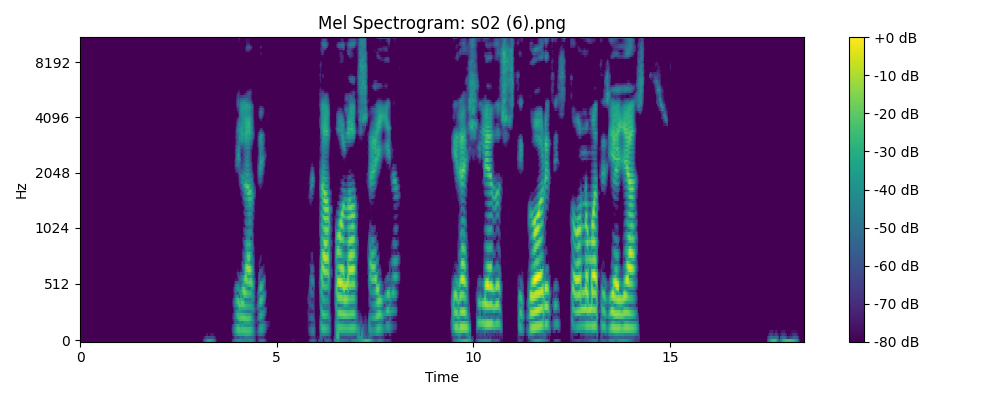 Mel Spectrogram: s02 (6).png
Hz
8192
4096
2048
1024
512
0
0 5 10 15
Time
+0 dB
-10 dB
-20 dB
-30 dB
-40 dB
-50 dB
-60 dB
-70 dB
-80 dB